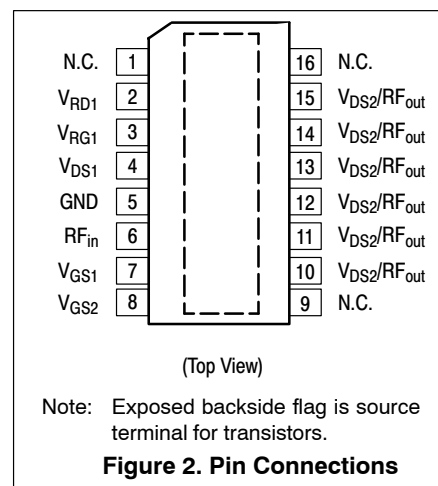 N.C. 1 16 N.C.
VRD1 2 15 VDS2/RFout
VRG1 3 14 VDS2/RFout
VDS1 4 13 VDS2/RFout
GND 5 12 VDS2/RFout
RFin 6 11 VDS2/RFout
VGS1 7 10 VDS2/RFout
VGS2 8 9 N.C.
(Top View)
Note: Exposed backside flag is source
terminal for transistors.
Figure 2. Pin Connections